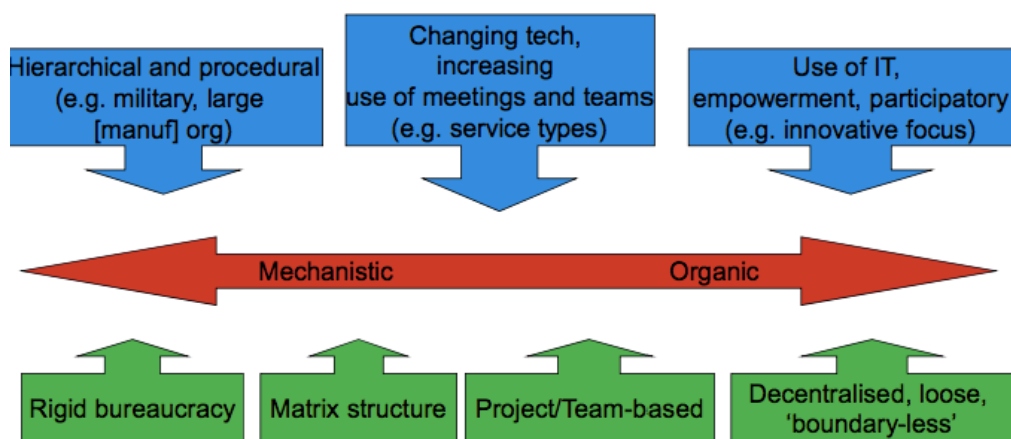 Hierarchical and procedural
(e.g. military, large
[manuf] org)
Changing tech,
increasing
use of meetings and teams
(e.g. service types)
Use of IT,
empowerment, participatory
(e.g. innovative focus)
Mechanistic
Organic
Rigid bureaucracy
Matrix structure
Project/Team-based
Decentralised, loose,
‘boundary-less’